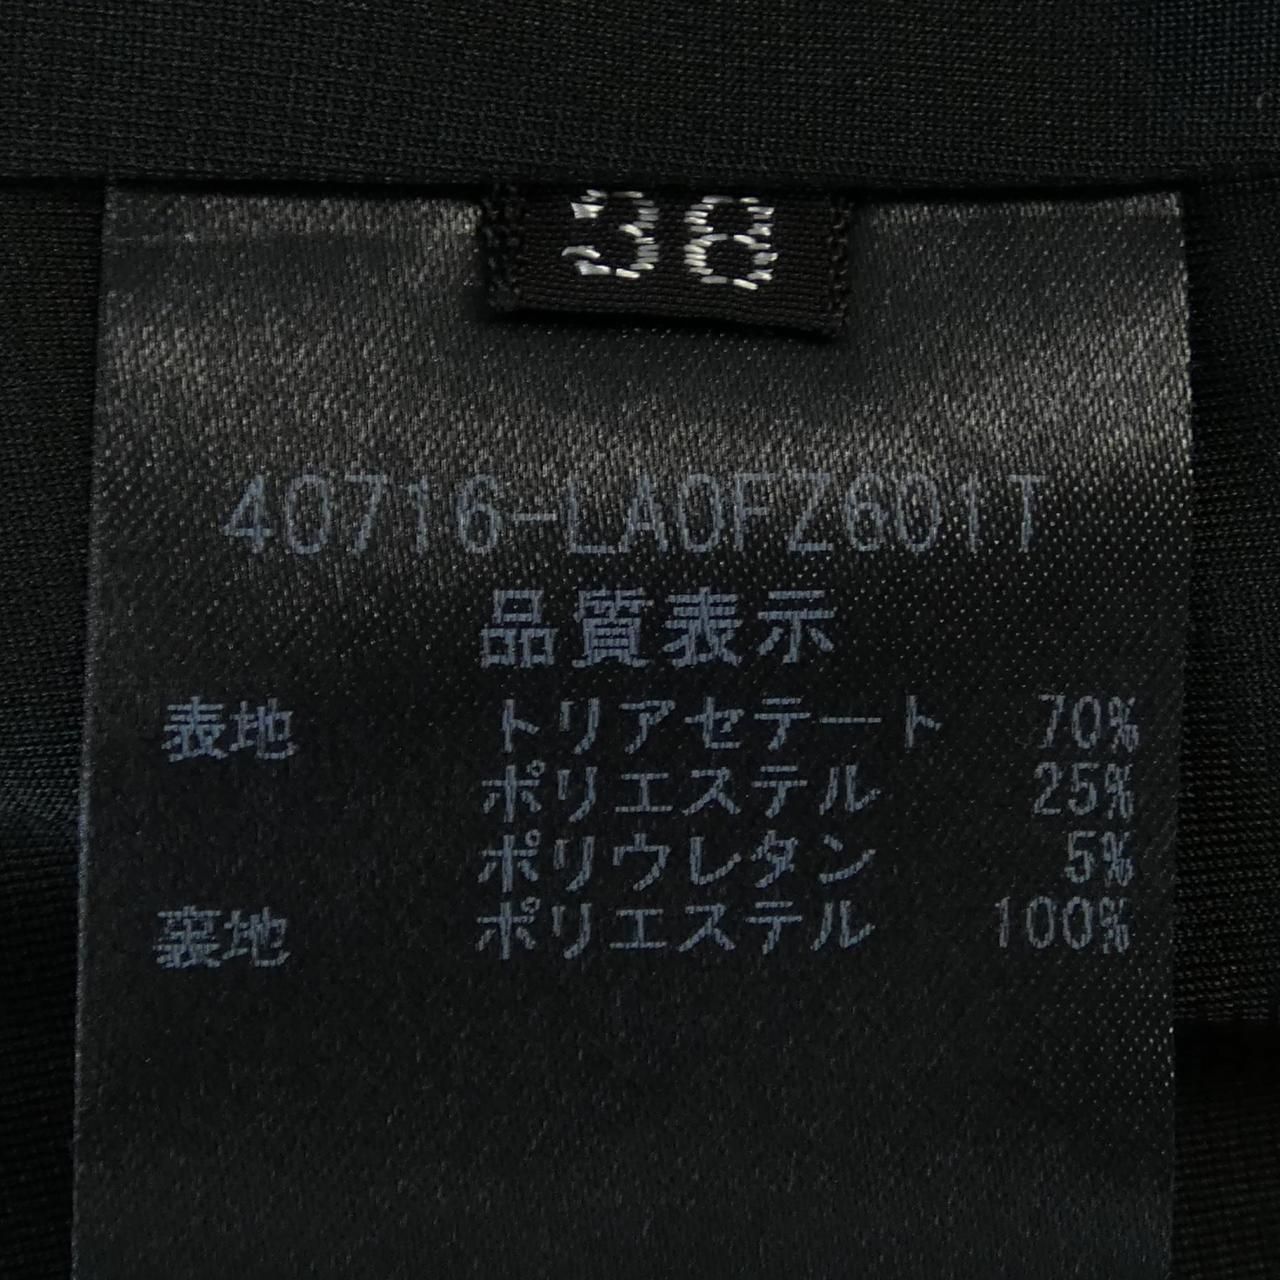 38
40716-LA0FZ601T
品質表示
表地 トリアセテート 70%
ポリエステル 25%
ポリウレタン 5%
裏地 ポリエステル 100%